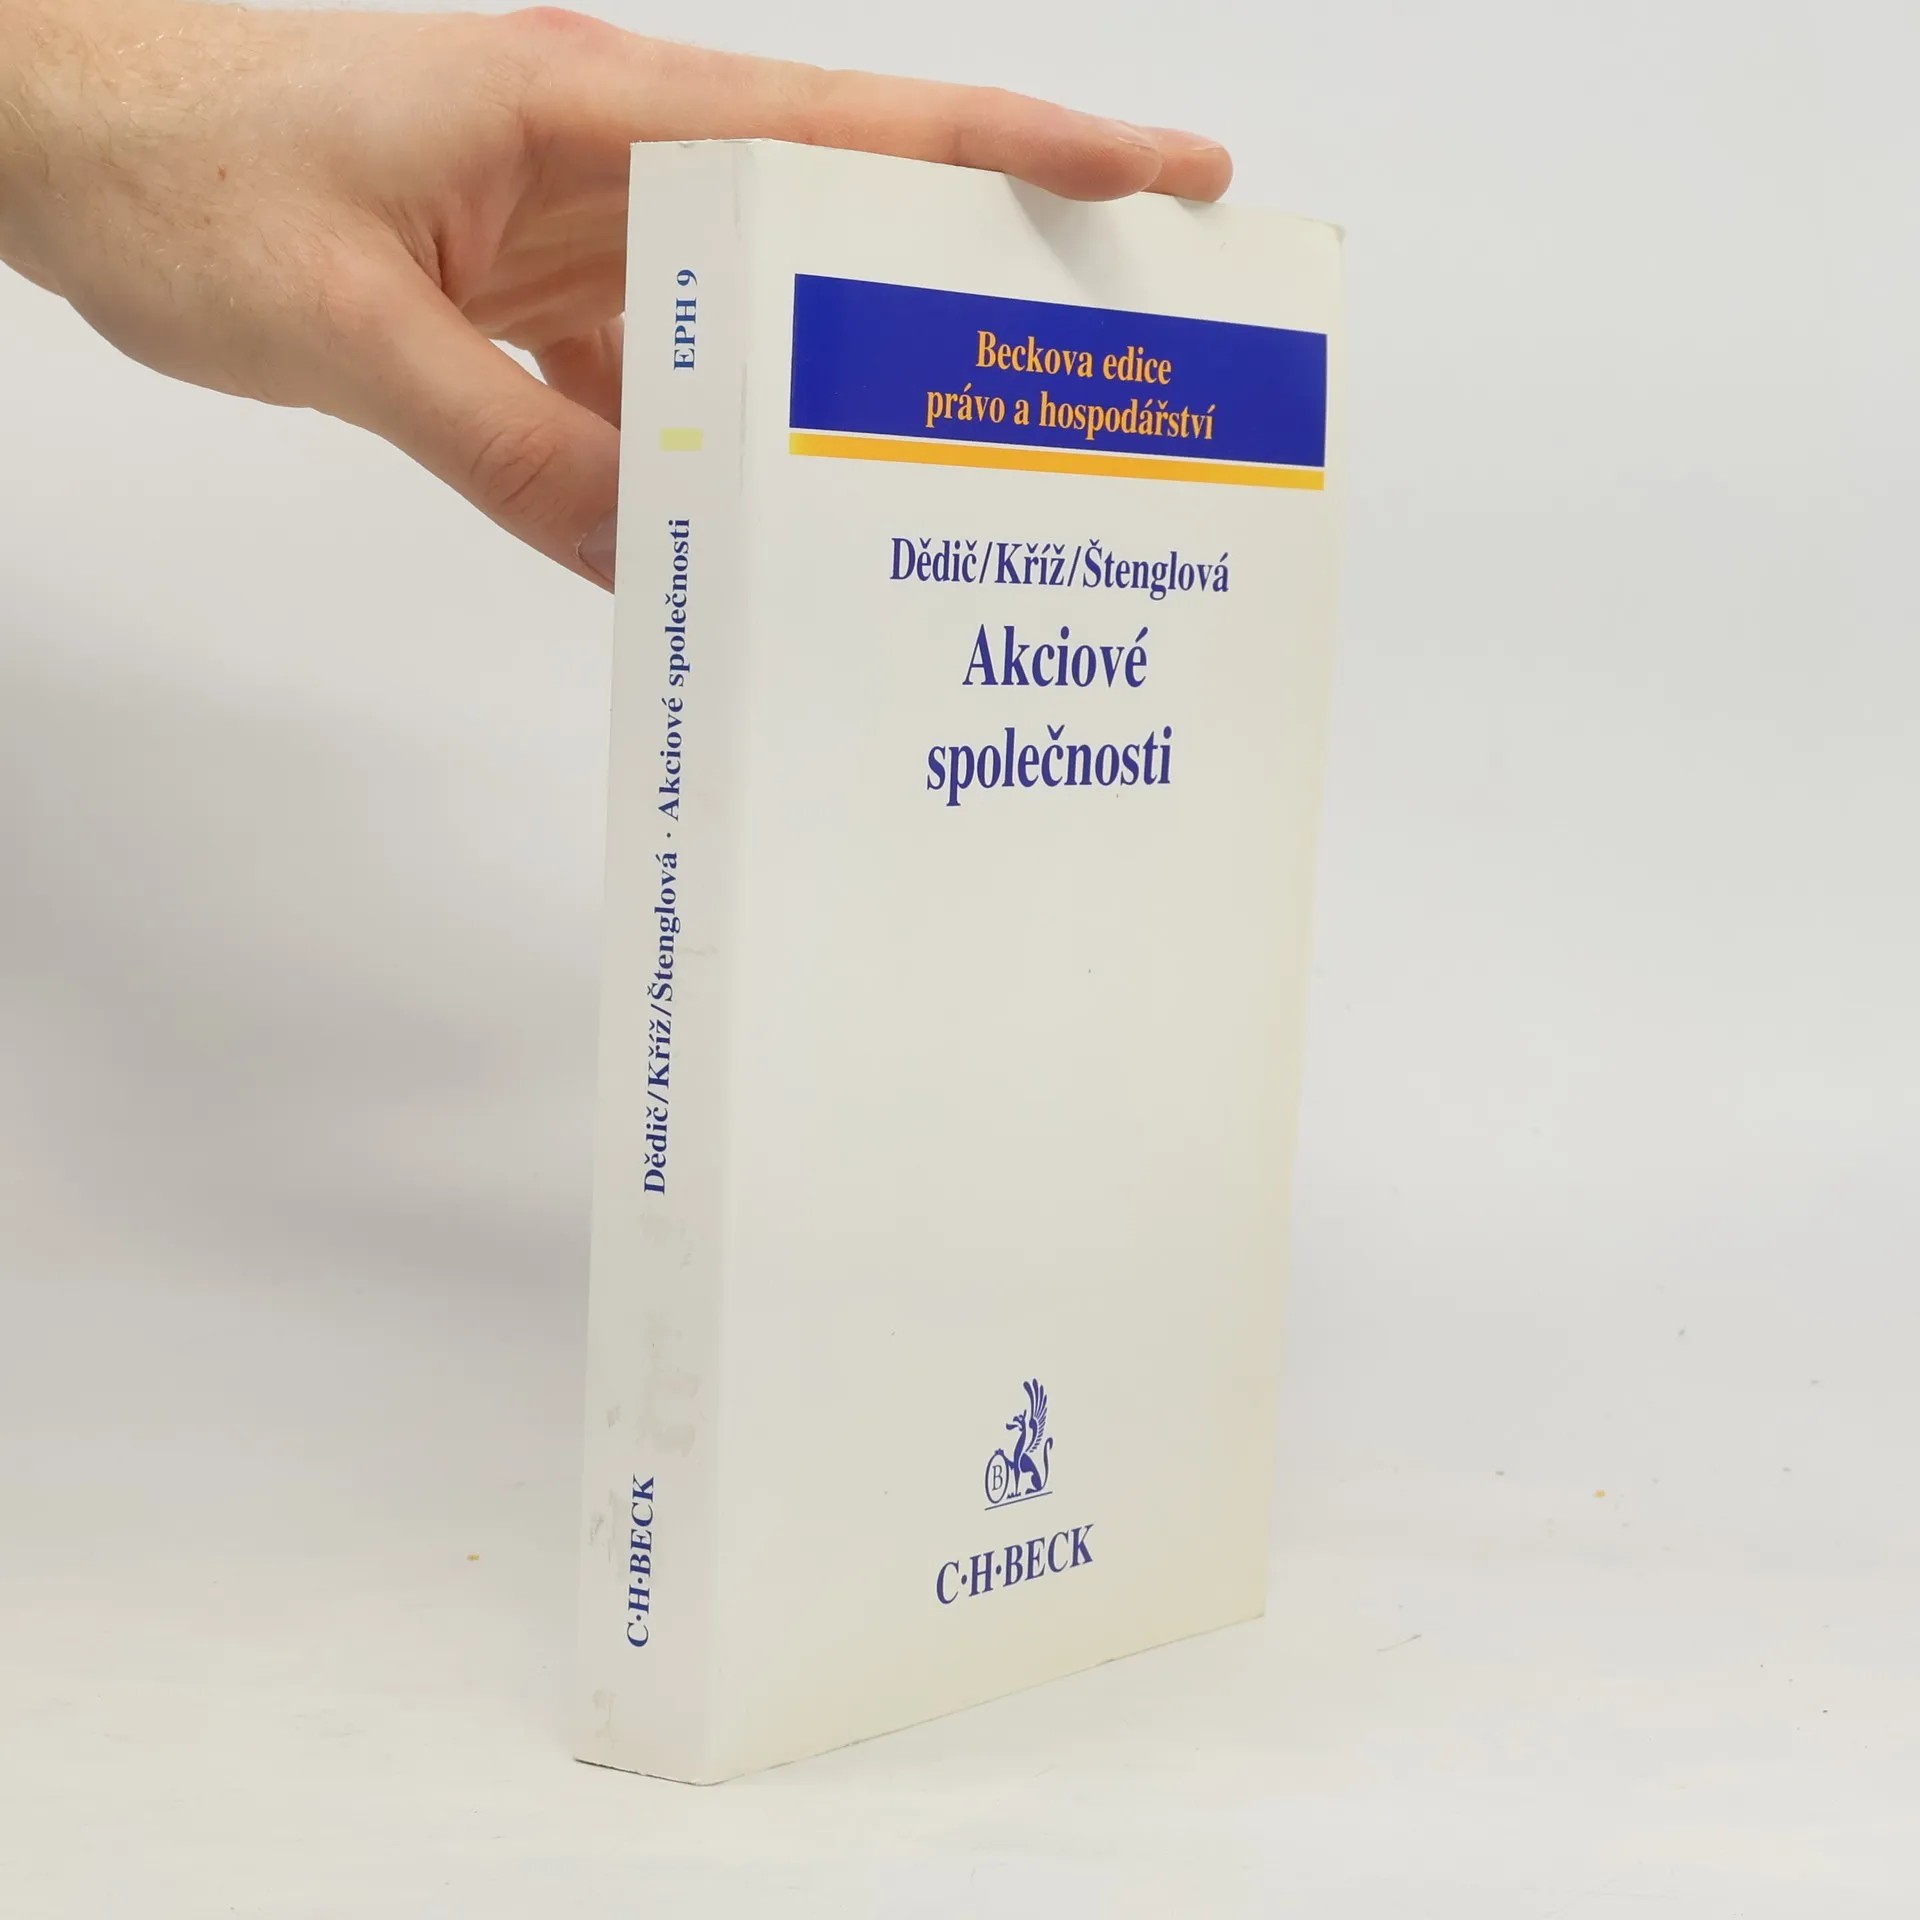 Beckova edice
právo a hospodářství
Dědič/Kříž/Štenglová
Akciové
společnosti
B
C·H·BECK
C·H·BECK
Dědič/Kříž/Štenglová · Akciové společnosti
EPH 9